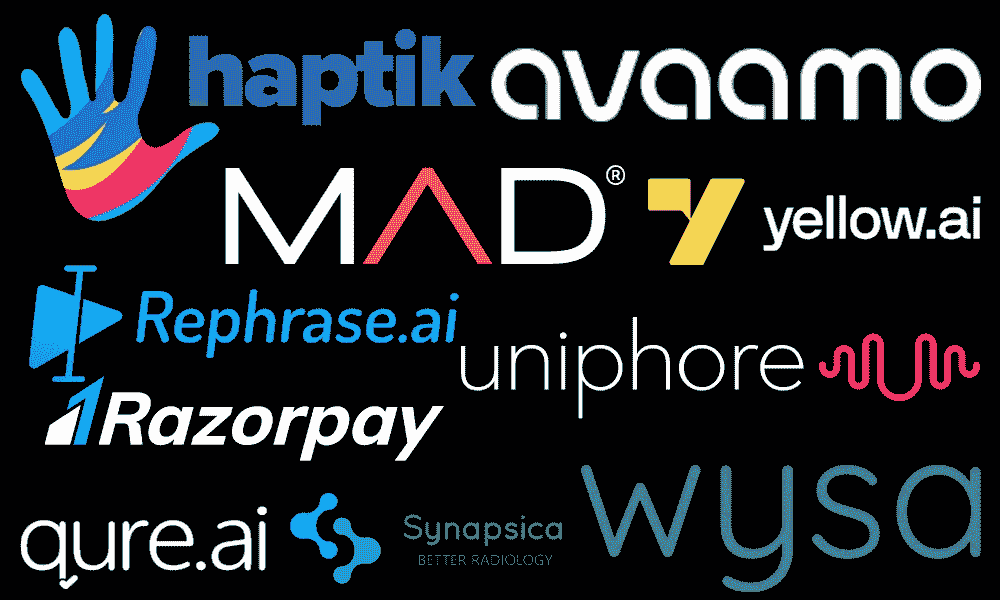 haptik
avaamo
MAD®
yellow.ai
Rephrase.ai
uniphore
Razorpay
qure.ai
Synapsica
BETTER RADIOLOGY
wysa